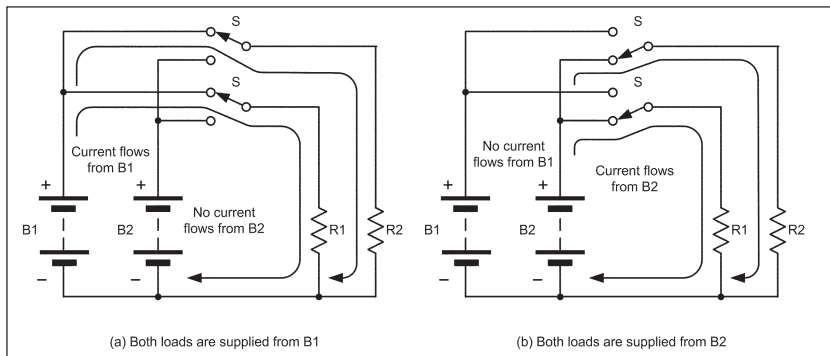 S
S
Current flows
from B1
No current
flows from B2
+
+
B1
B2
R1
R2
−
−
(a) Both loads are supplied from B1
S
S
No current
flows from B1
Current flows
from B2
+
+
B1
B2
R1
R2
−
−
(b) Both loads are supplied from B2